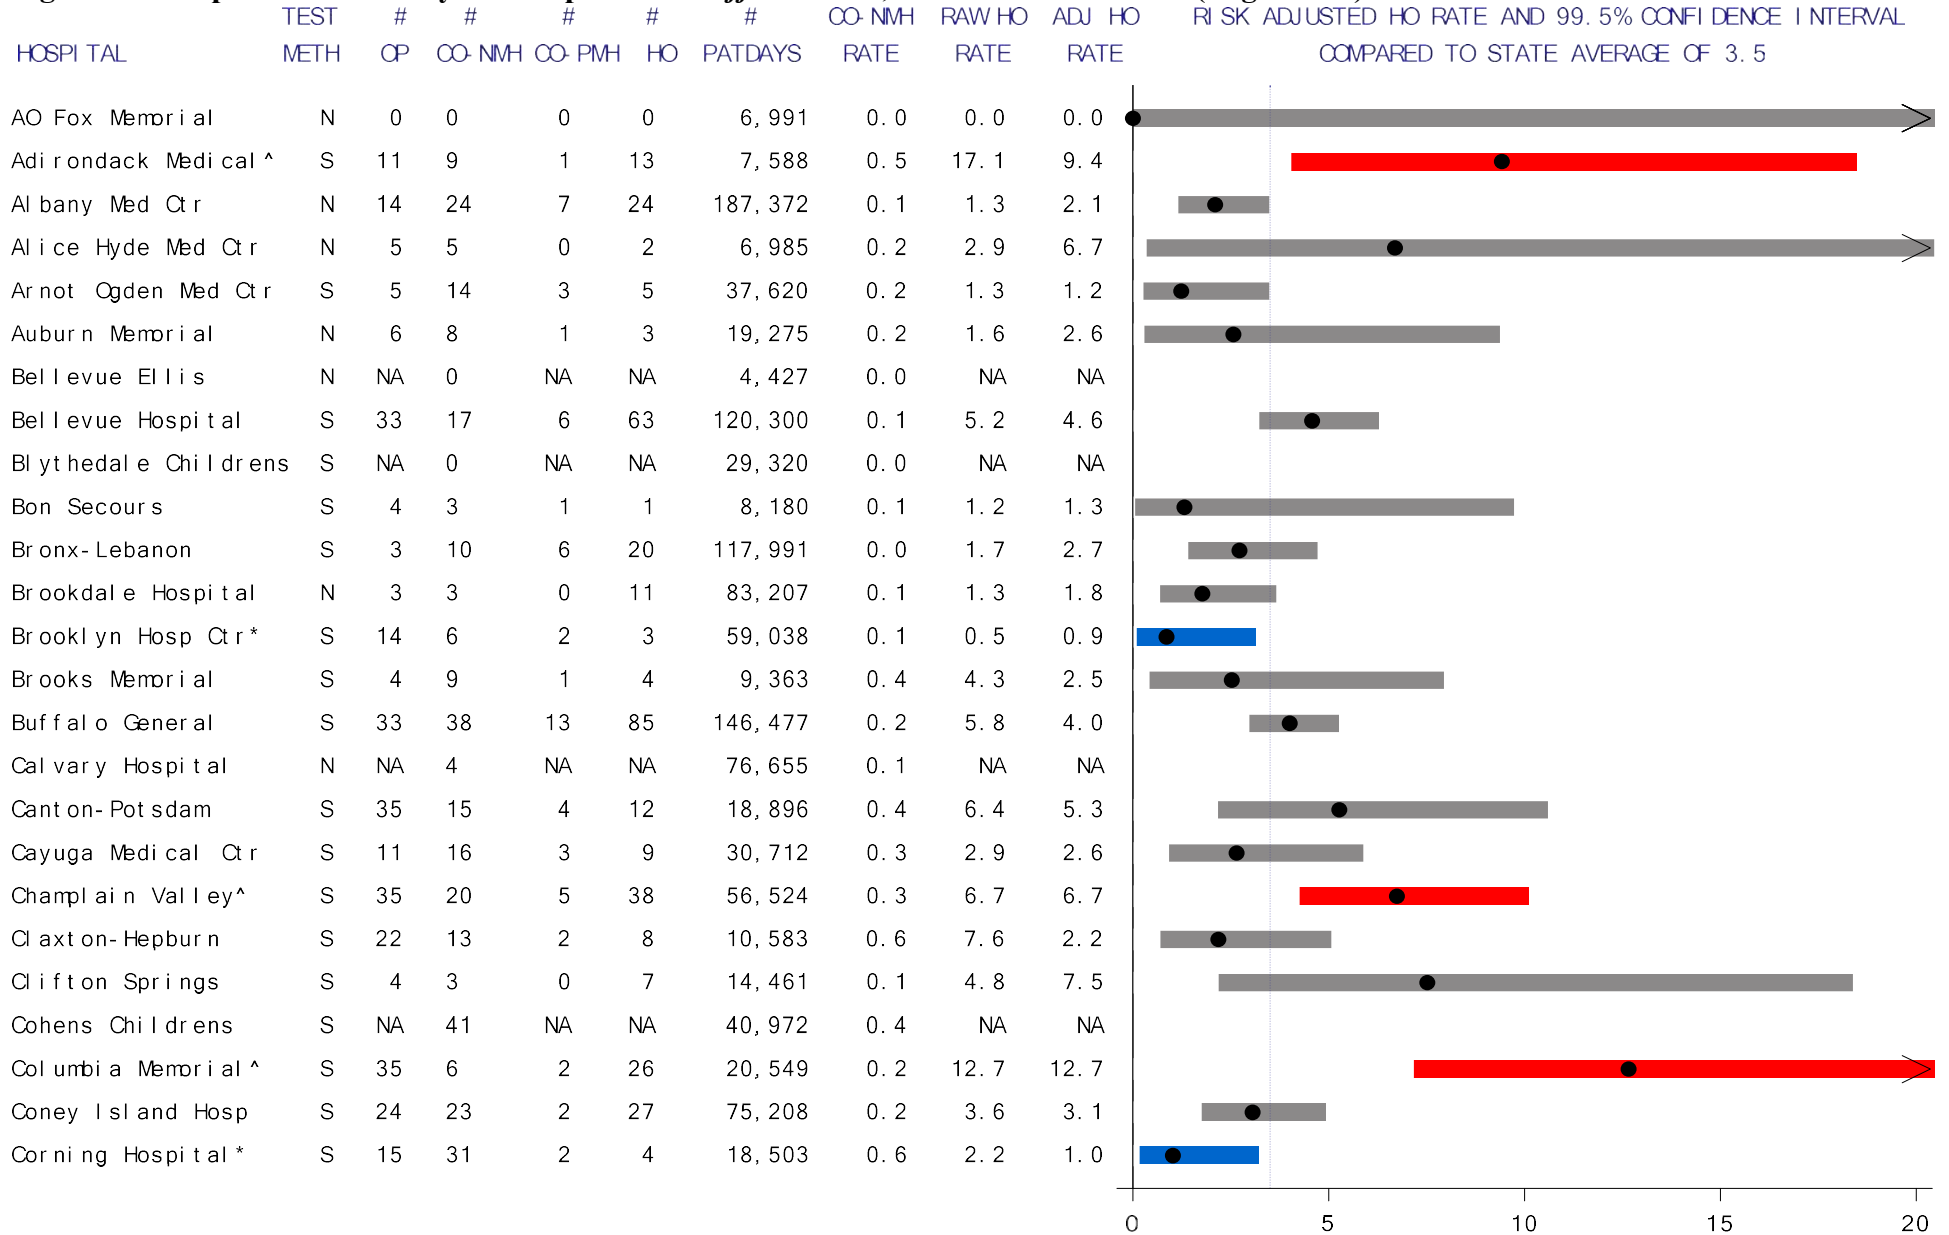 TEST # # # # # CO-NMH RAW HO ADJ HO RISK ADJUSTED HO RATE AND 99.5% CONFIDENCE INTERVAL
HOSPITAL METH OP CO-NMH CO-PMH HO PATDAYS RATE RATE RATE COMPARED TO STATE AVERAGE OF 3.5
AO Fox Memorial N 0 0 0 0 6,991 0.0 0.0 0.0
Adirondack Medical^ S 11 9 1 13 7,588 0.5 17.1 9.4
Albany Med Ctr N 14 24 7 24 187,372 0.1 1.3 2.1
Alice Hyde Med Ctr N 5 5 0 2 6,985 0.2 2.9 6.7
Arnot Ogden Med Ctr S 5 14 3 5 37,620 0.2 1.3 1.2
Auburn Memorial N 6 8 1 3 19,275 0.2 1.6 2.6
Bellevue Ellis N NA 0 NA NA 4,427 0.0 NA NA
Bellevue Hospital S 33 17 6 63 120,300 0.1 5.2 4.6
Blythedale Childrens S NA 0 NA NA 29,320 0.0 NA NA
Bon Secours S 4 3 1 1 8,180 0.1 1.2 1.3
Bronx-Lebanon S 3 10 6 20 117,991 0.0 1.7 2.7
Brookdale Hospital N 3 3 0 11 83,207 0.1 1.3 1.8
Brooklyn Hosp Ctr* S 14 6 2 3 59,038 0.1 0.5 0.9
Brooks Memorial S 4 9 1 4 9,363 0.4 4.3 2.5
Buffalo General S 33 38 13 85 146,477 0.2 5.8 4.0
Calvary Hospital N NA 4 NA NA 76,655 0.1 NA NA
Canton-Potsdam S 35 15 4 12 18,896 0.4 6.4 5.3
Cayuga Medical Ctr S 11 16 3 9 30,712 0.3 2.9 2.6
Champlain Valley^ S 35 20 5 38 56,524 0.3 6.7 6.7
Claxton-Hepburn S 22 13 2 8 10,583 0.6 7.6 2.2
Clifton Springs S 4 3 0 7 14,461 0.1 4.8 7.5
Cohens Childrens S NA 41 NA NA 40,972 0.4 NA NA
Columbia Memorial^ S 35 6 2 26 20,549 0.2 12.7 12.7
Coney Island Hosp S 24 23 2 27 75,208 0.2 3.6 3.1
Corning Hospital* S 15 31 2 4 18,503 0.6 2.2 1.0
0 5 10 15 20